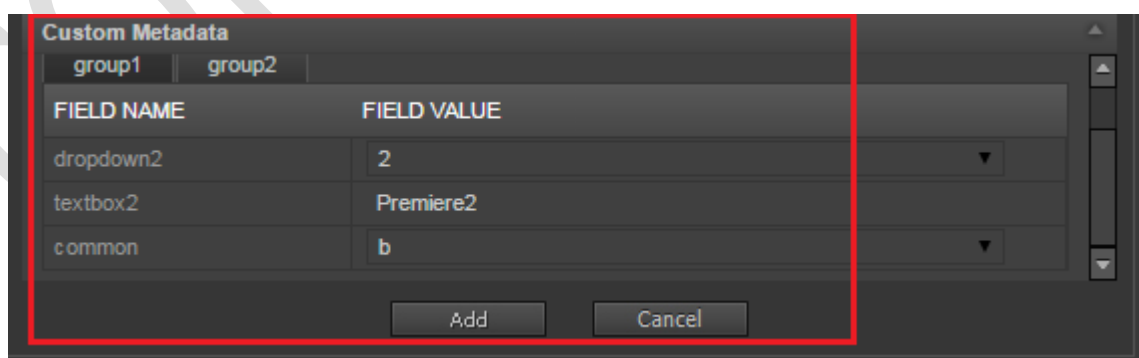 Custom Metadata
group1 group2
FIELD NAME FIELD VALUE
dropdown2 2
textbox2 Premiere2
common b
Add Cancel